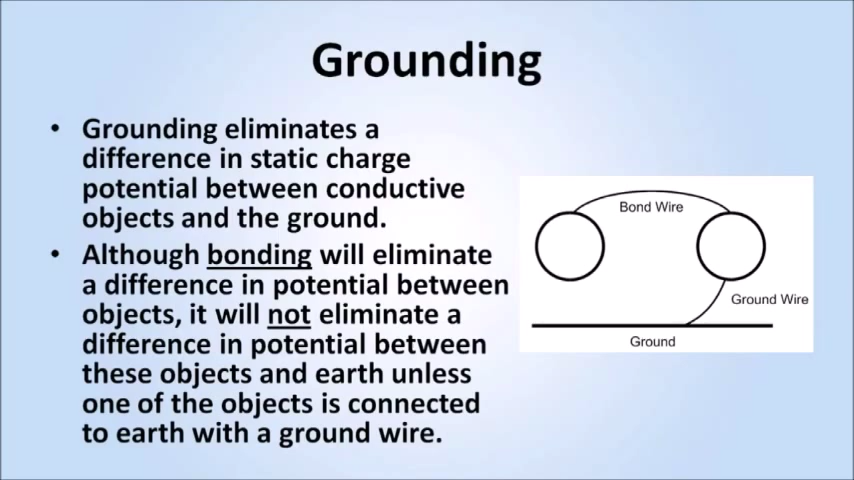 Grounding
• Grounding eliminates a
difference in static charge
potential between conductive
objects and the ground.
• Although bonding will eliminate
a difference in potential between
objects, it will not eliminate a
difference in potential between
these objects and earth unless
one of the objects is connected
to earth with a ground wire.
Bond Wire
Ground Wire
Ground